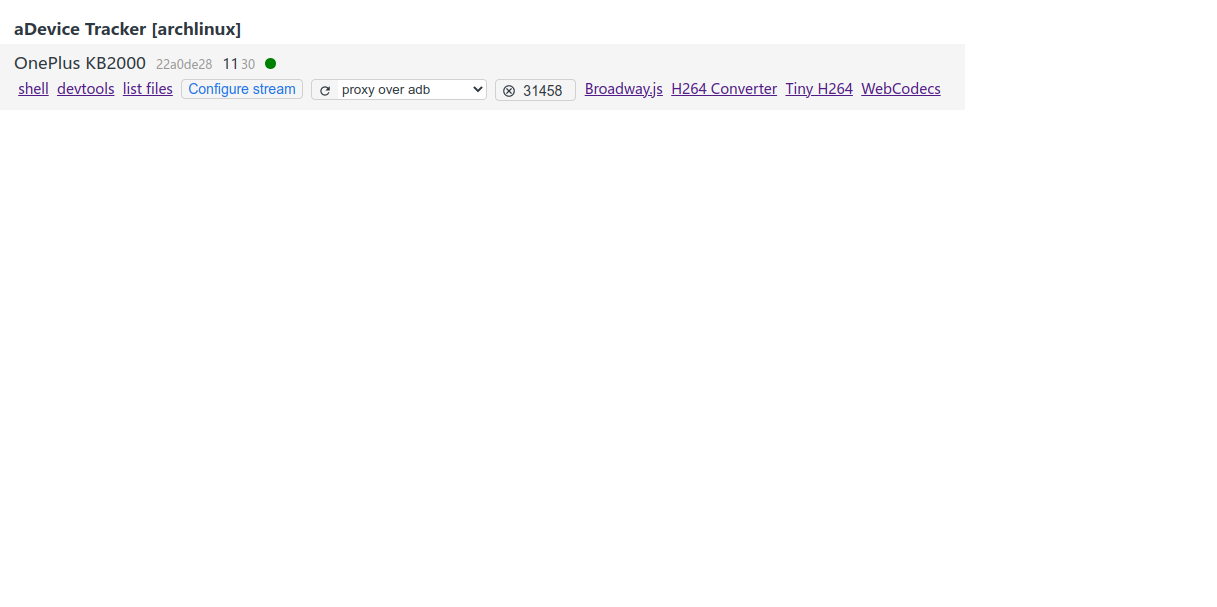 aDevice Tracker [archlinux]
OnePlus KB2000 22a0de28 11 30
shell devtools list files Configure stream proxy over adb 31458 Broadway.js H264 Converter Tiny H264 WebCodecs